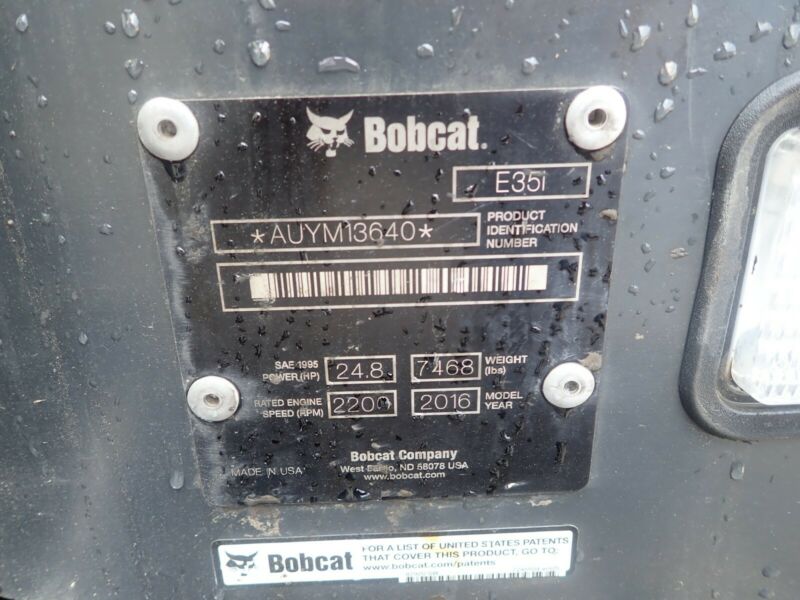 Bobcat.
E35i
*AUYM13640*
PRODUCT
IDENTIFICATION
NUMBER
SAE 1995
POWER (HP)
24.8
7468
WEIGHT
(lbs)
RATED ENGINE
SPEED (RPM)
2200
2016
MODEL
YEAR
Bobcat Company
West Fargo, ND 58078 USA
www.bobcat.com
MADE IN USA
Bobcat
FOR A LIST OF UNITED STATES PATENTS
THAT COVER THIS PRODUCT, GO TO:
www.bobcat.com/patents